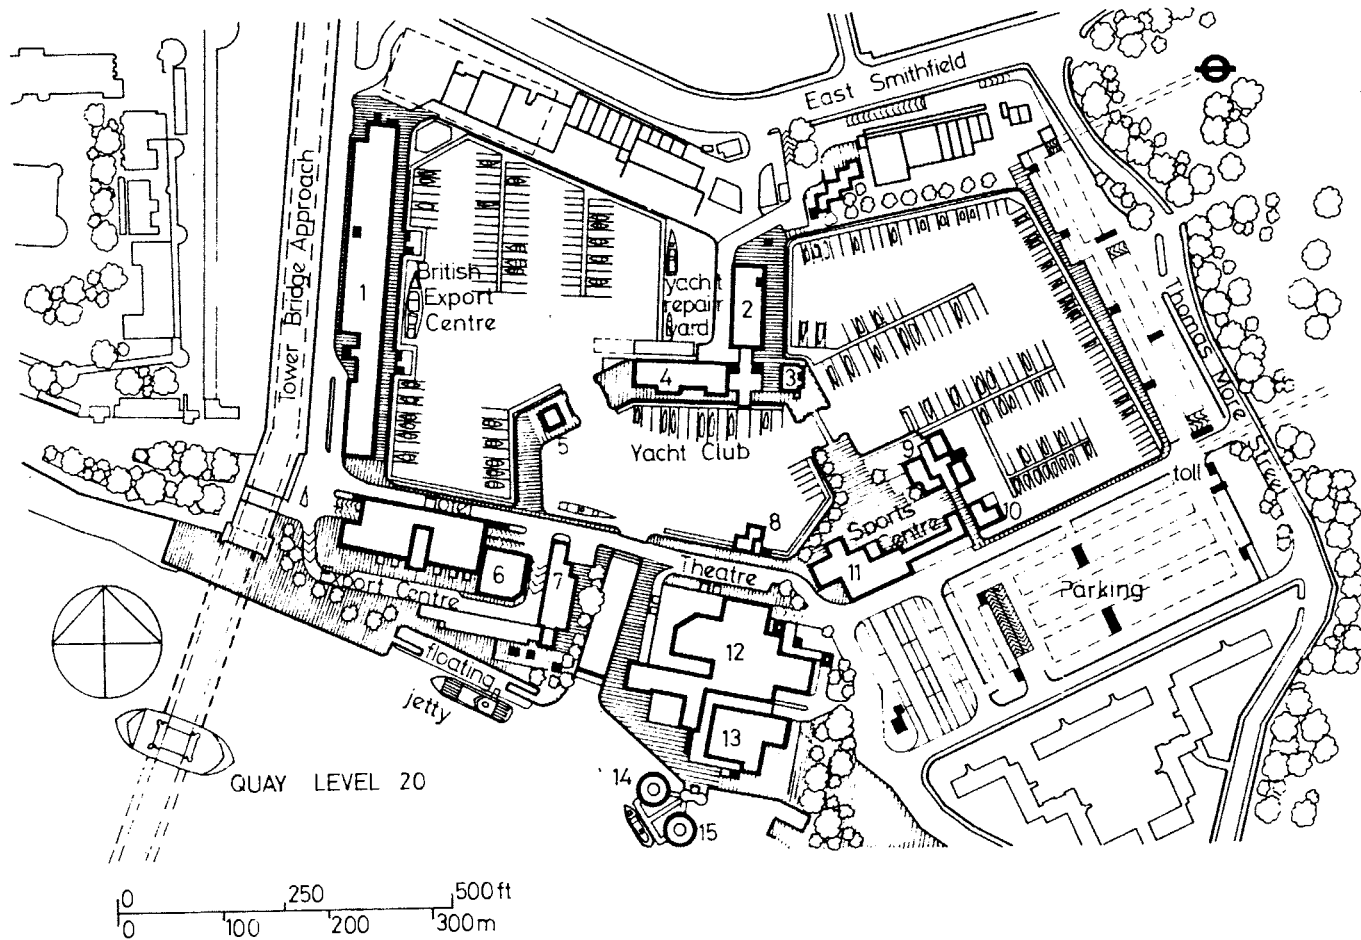 East Smithfield
Tower Bridge Approach
1
British
Export
Centre
yacht
repair
yard
2
3
4
Thomas More
Street
5
Yacht Club
9
toll
Hotel
Sports
Centre
10
8
6
7
Theatre
11
Parking
Export Centre
12
floating
jetty
13
QUAY LEVEL 20
14
15
0 250 500 ft
0 100 200 300 m